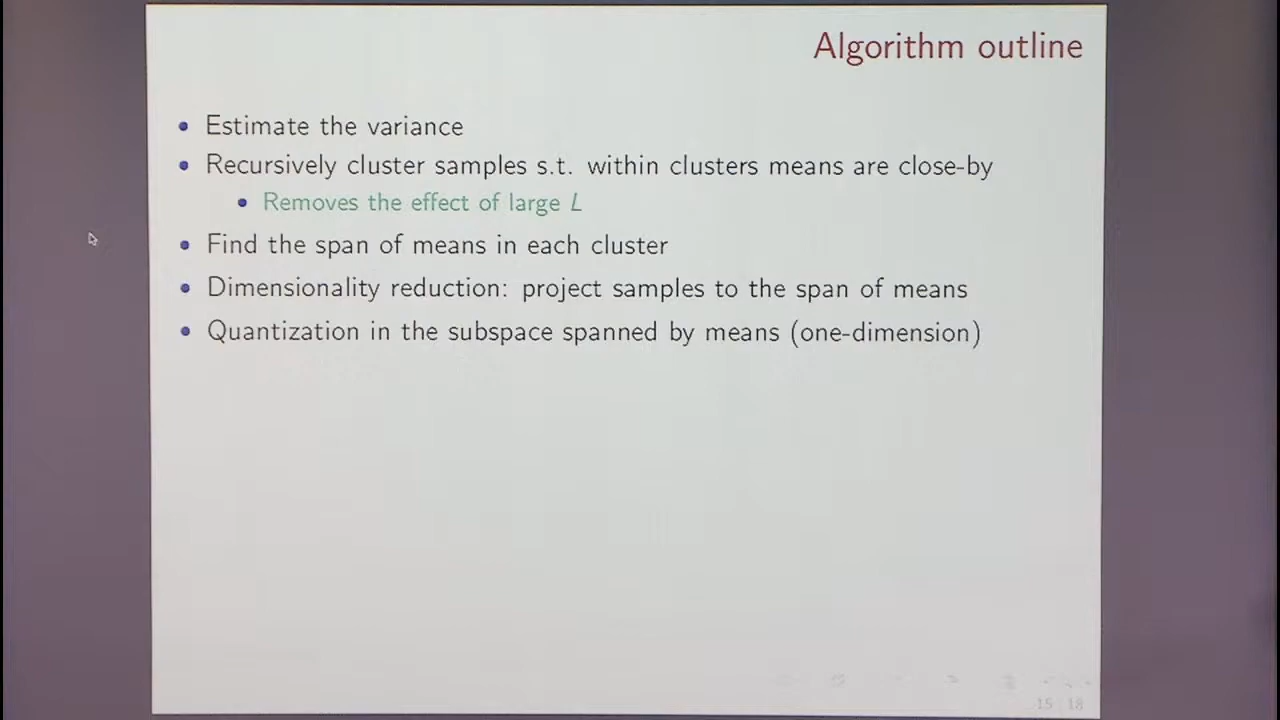 Algorithm outline
• Estimate the variance
• Recursively cluster samples s.t. within clusters means are close-by
• Removes the effect of large L
• Find the span of means in each cluster
• Dimensionality reduction: project samples to the span of means
• Quantization in the subspace spanned by means (one-dimension)
15 18